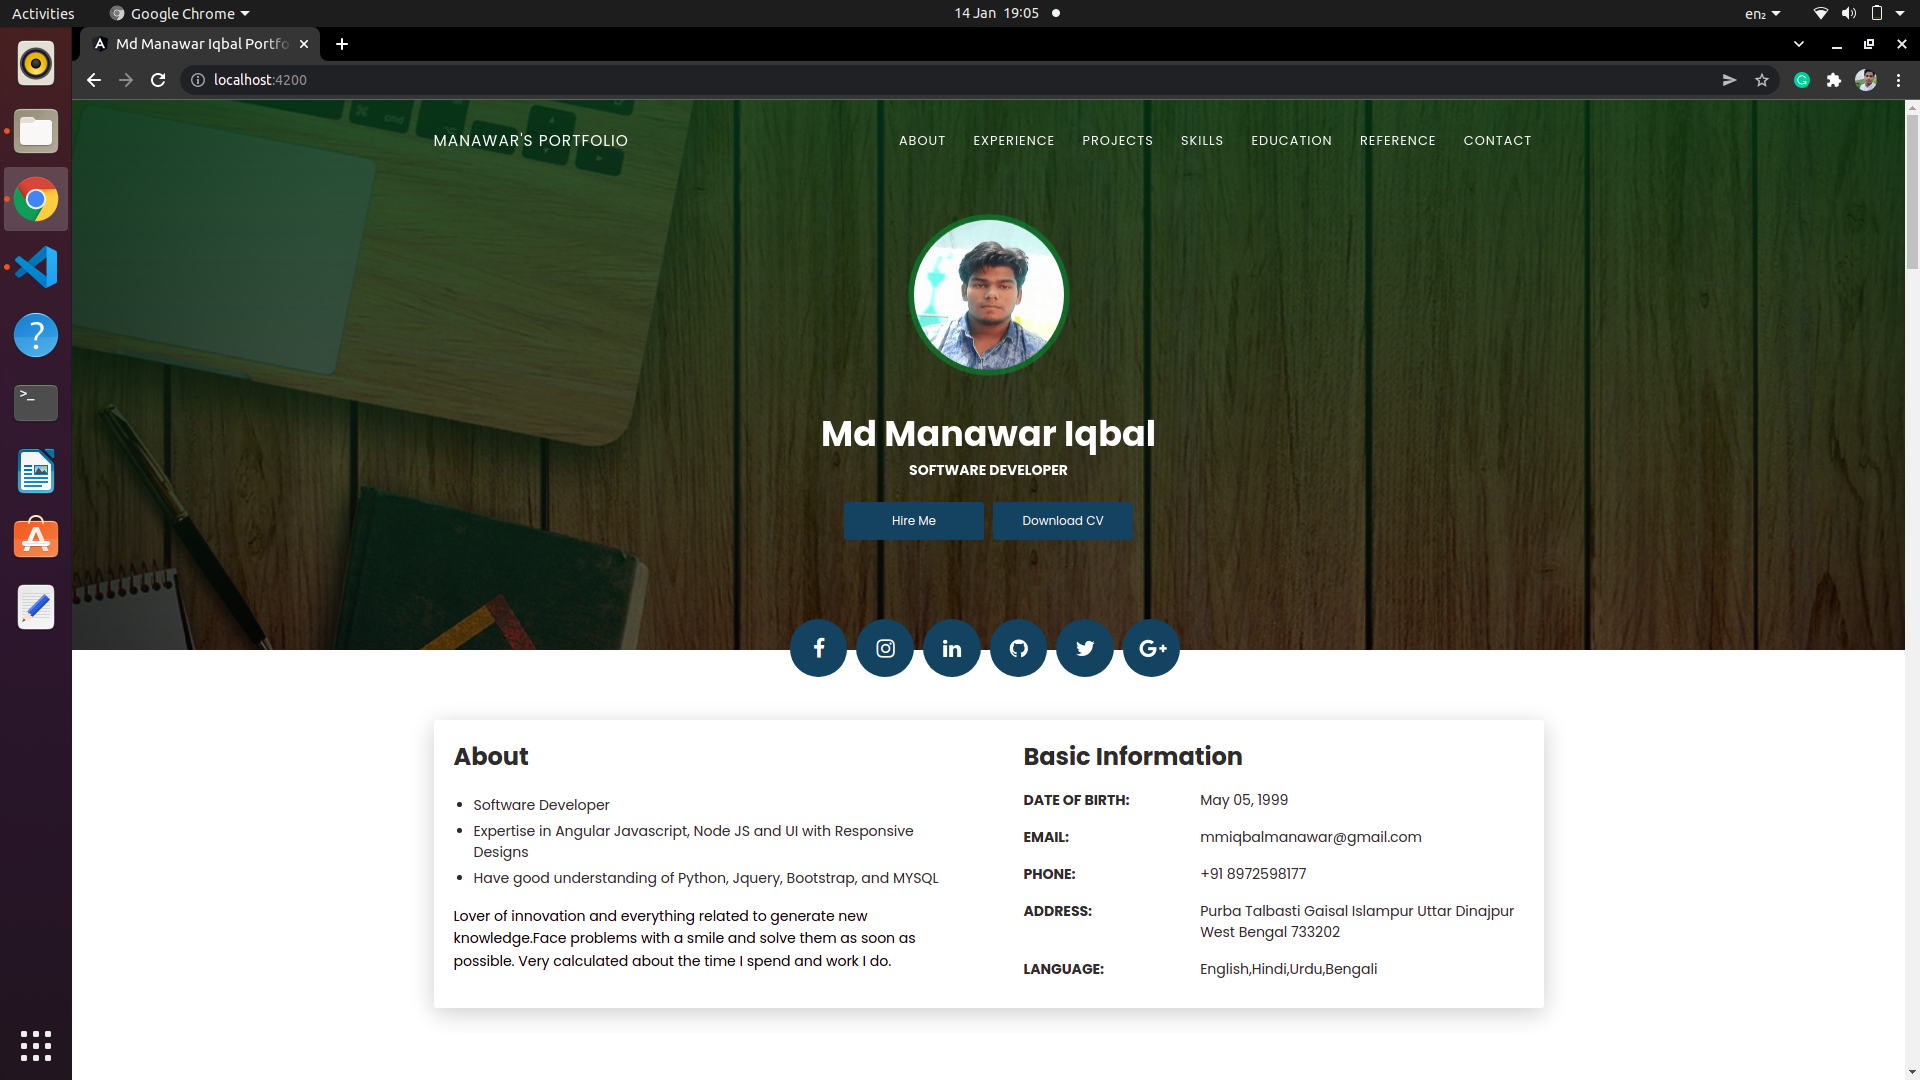 Activities
Google Chrome
14 Jan 19:05
en₂
Md Manawar Iqbal Portfo
localhost:4200
MANAWAR'S PORTFOLIO
ABOUT EXPERIENCE PROJECTS SKILLS EDUCATION REFERENCE CONTACT
Md Manawar Iqbal
SOFTWARE DEVELOPER
Hire Me
Download CV
About
• Software Developer
• Expertise in Angular Javascript, Node JS and UI with Responsive
Designs
• Have good understanding of Python, Jquery, Bootstrap, and MYSQL
Lover of innovation and everything related to generate new
knowledge.Face problems with a smile and solve them as soon as
possible. Very calculated about the time I spend and work I do.
Basic Information
DATE OF BIRTH: May 05, 1999
EMAIL: mmiqbalmanawar@gmail.com
PHONE: +91 8972598177
ADDRESS: Purba Talbasti Gaisal Islampur Uttar Dinajpur
West Bengal 733202
LANGUAGE: English,Hindi,Urdu,Bengali